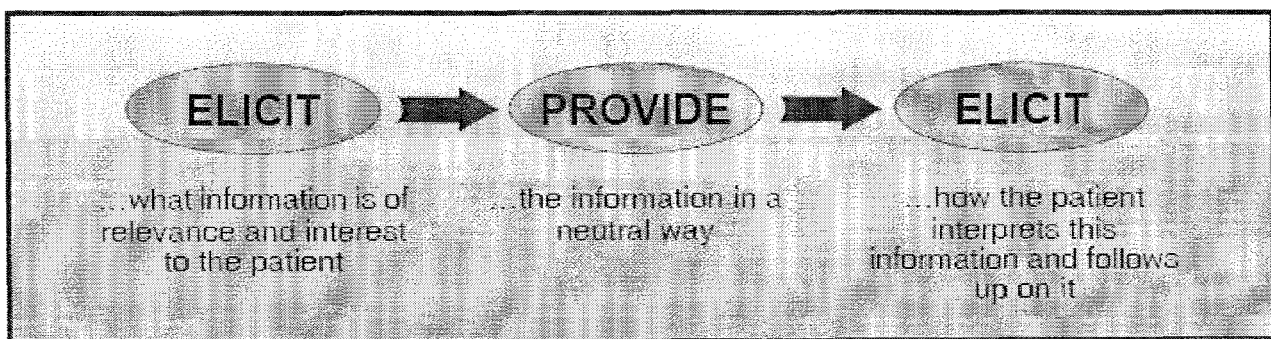 ELICIT
PROVIDE
ELICIT
...what information is of
relevance and interest
to the patient
...the information in a
neutral way
...how the patient
interprets this
information and follows
up on it